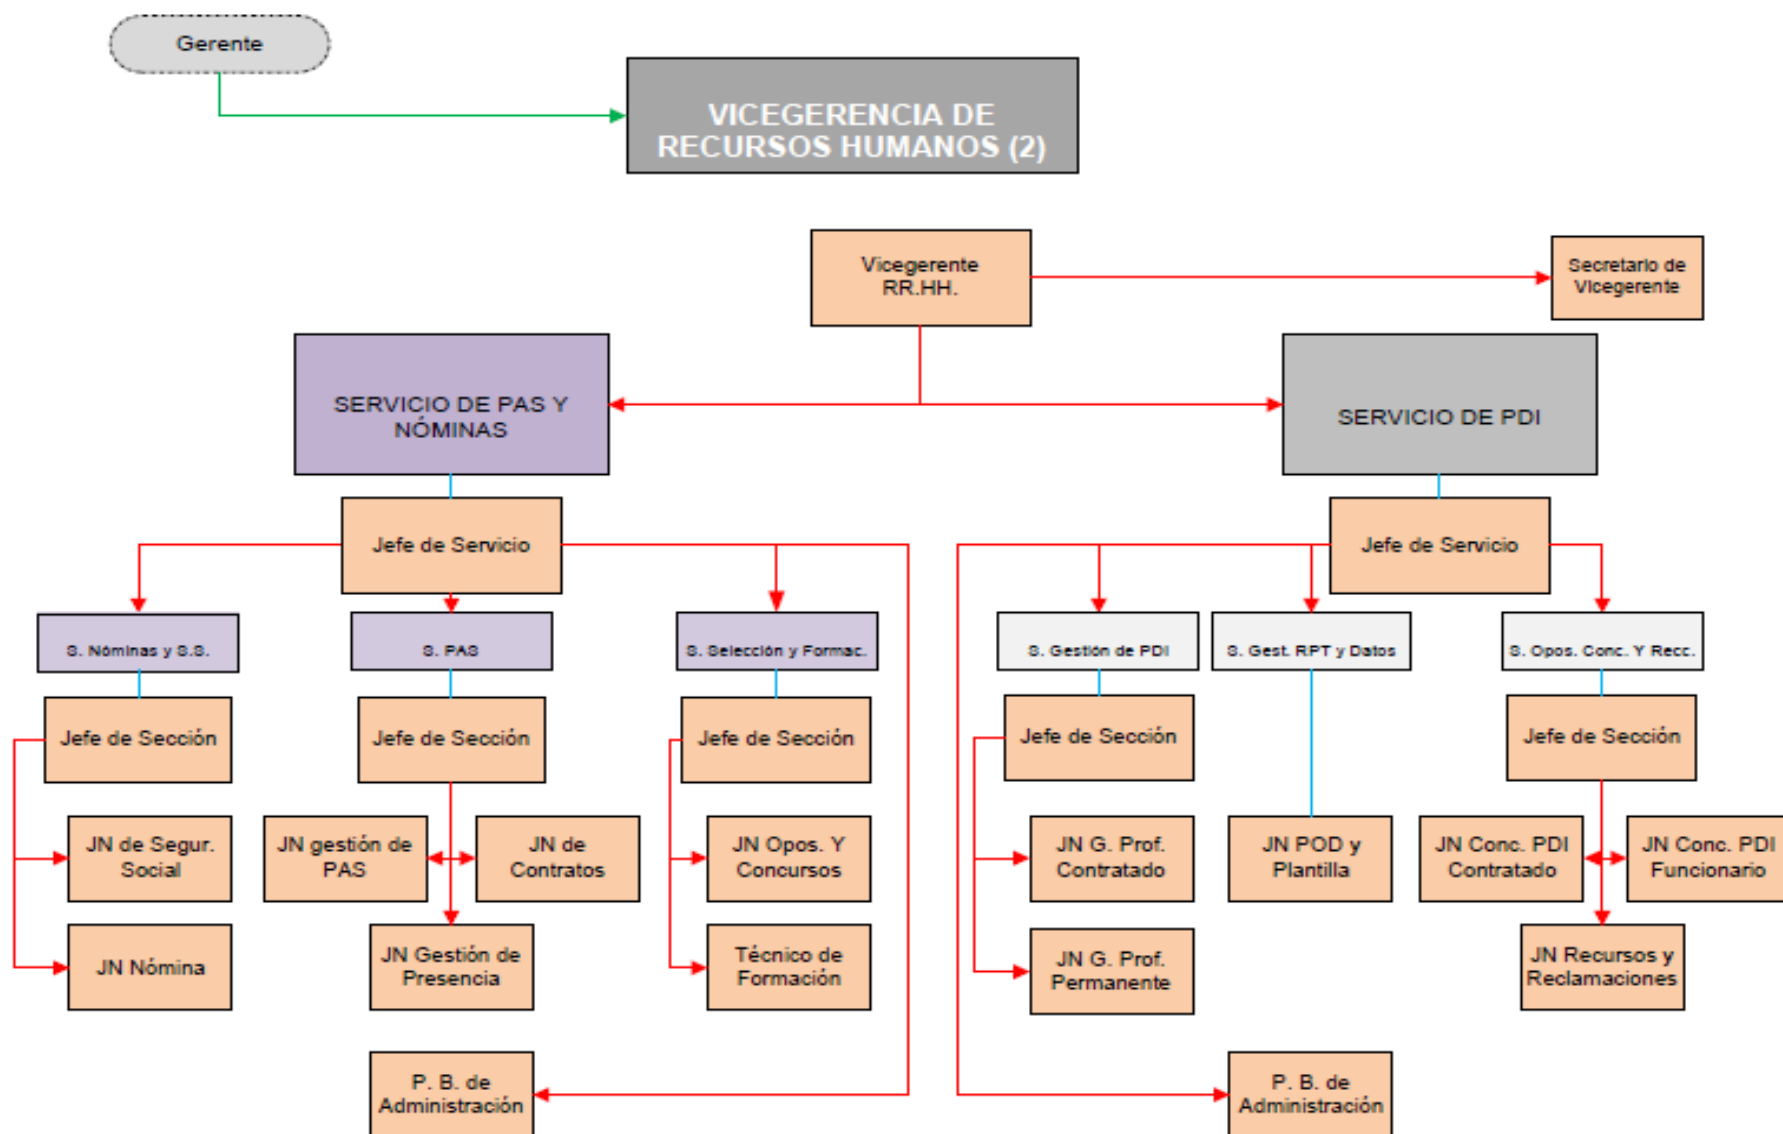 Gerente
VICEGERENCIA DE
RECURSOS HUMANOS (2)
Vicegerente
RR.HH.
Secretario de
Vicegerente
SERVICIO DE PAS Y
NÓMINAS
SERVICIO DE PDI
Jefe de Servicio
Jefe de Servicio
S. Nóminas y S.S.
S. PAS
S. Selección y Formac.
S. Gestión de PDI
S. Gest. RPT y Datos
S. Opos. Conc. Y Recc.
Jefe de Sección
Jefe de Sección
Jefe de Sección
Jefe de Sección
Jefe de Sección
JN de Segur.
Social
JN gestión de
PAS
JN de
Contratos
JN Opos. Y
Concursos
JN G. Prof.
Contratado
JN POD y
Plantilla
JN Conc. PDI
Contratado
JN Conc. PDI
Funcionario
JN Nómina
JN Gestión de
Presencia
Técnico de
Formación
JN G. Prof.
Permanente
JN Recursos y
Reclamaciones
P. B. de
Administración
P. B. de
Administración